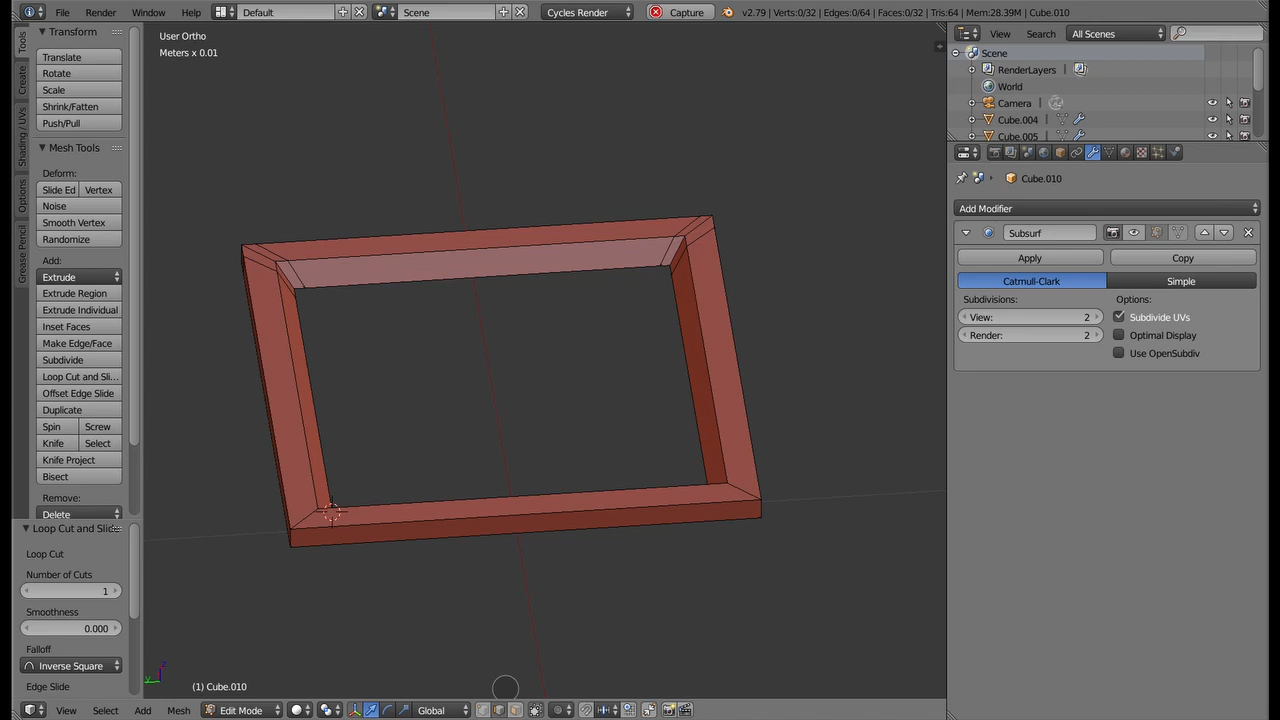 File Render Window Help Default Scene Cycles Render Capture v2.79 | Verts:0/32 | Edges:0/64 | Faces:0/32 | Tris:64 | Mem:28.39M | Cube.010
Tools
Create
Shading / UVs
Options
Grease Pencil
Transform
Translate
Rotate
Scale
Shrink/Fatten
Push/Pull
Mesh Tools
Deform:
Slide Ed Vertex
Noise
Smooth Vertex
Randomize
Add:
Extrude
Extrude Region
Extrude Individual
Inset Faces
Make Edge/Face
Subdivide
Loop Cut and Sli...
Offset Edge Slide
Duplicate
Spin Screw
Knife Select
Knife Project
Bisect
Remove:
Delete
Loop Cut and Slide
Loop Cut
Number of Cuts
1
Smoothness
0.000
Falloff
Inverse Square
Edge Slide
User Ortho
Meters x 0.01
z
y
(1) Cube.010
View Select Add Mesh Edit Mode Global
View Search All Scenes
Scene
RenderLayers |
World
Camera |
Cube.004 |
Cube.005 |
Cube.010
Add Modifier
Subsurf
Apply Copy
Catmull-Clark Simple
Subdivisions: Options:
View: 2 Subdivide UVs
Render: 2 Optimal Display
Use OpenSubdiv